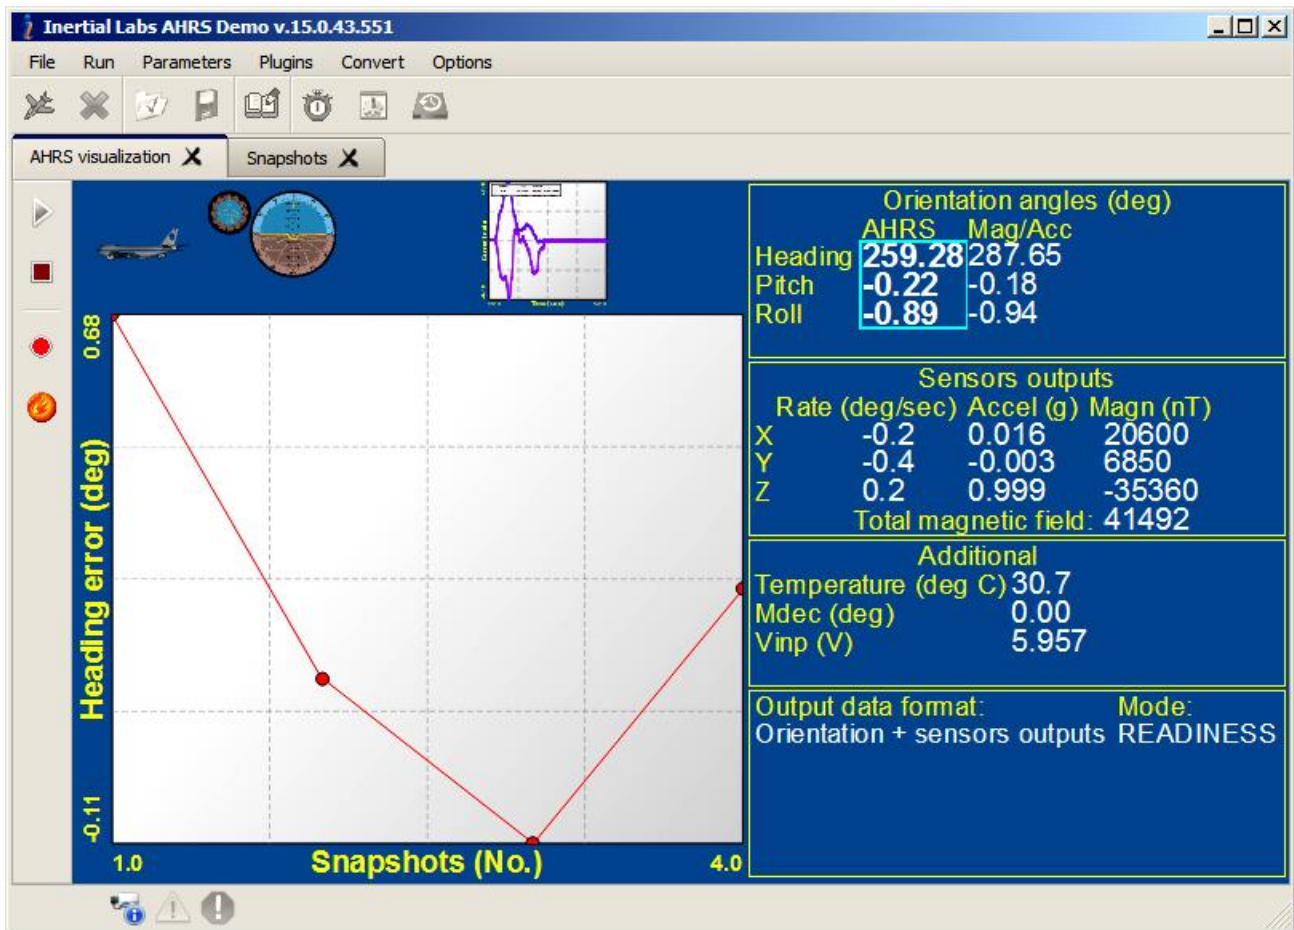 Inertial Labs AHRS Demo v.15.0.43.551
File Run Parameters Plugins Convert Options
AHRS visualization Snapshots
Orientation angles (deg)
AHRS Mag/Acc
Heading 259.28 287.65
Pitch -0.22 -0.18
Roll -0.89 -0.94
Sensors outputs
Rate (deg/sec) Accel (g) Magn (nT)
X -0.2 0.016 20600
Y -0.4 -0.003 6850
Z 0.2 0.999 -35360
Total magnetic field: 41492
Additional
Temperature (deg C) 30.7
Mdec (deg) 0.00
Vinp (V) 5.957
Output data format: Mode:
Orientation + sensors outputs READINESS
0.68
Heading error (deg)
-0.11
1.0 Snapshots (No.) 4.0